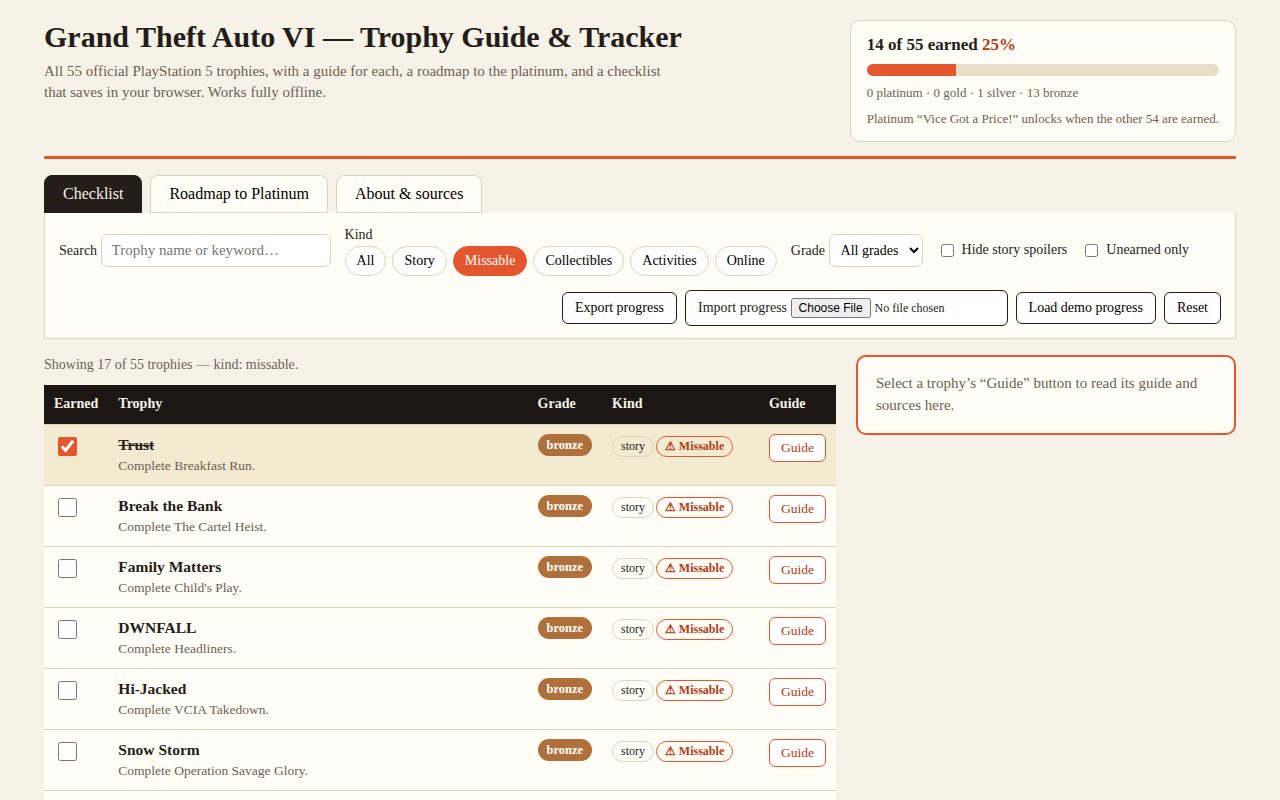 Grand Theft Auto VI — Trophy Guide & Tracker
All 55 official PlayStation 5 trophies, with a guide for each, a roadmap to the platinum, and a checklist
that saves in your browser. Works fully offline.
14 of 55 earned 25%
0 platinum · 0 gold · 1 silver · 13 bronze
Platinum “Vice Got a Price!” unlocks when the other 54 are earned.
Checklist
Roadmap to Platinum
About & sources
Search Trophy name or keyword…
Kind
All Story Missable Collectibles Activities Online
Grade All grades
Hide story spoilers
Unearned only
Export progress
Import progress Choose File No file chosen
Load demo progress
Reset
Showing 17 of 55 trophies — kind: missable.
Earned Trophy Grade Kind Guide
Trust bronze story ⚠ Missable Guide
Complete Breakfast Run.
Break the Bank bronze story ⚠ Missable Guide
Complete The Cartel Heist.
Family Matters bronze story ⚠ Missable Guide
Complete Child's Play.
DWNFALL bronze story ⚠ Missable Guide
Complete Headliners.
Hi-Jacked bronze story ⚠ Missable Guide
Complete VCIA Takedown.
Snow Storm bronze story ⚠ Missable Guide
Complete Operation Savage Glory.
Select a trophy’s “Guide” button to read its guide and
sources here.